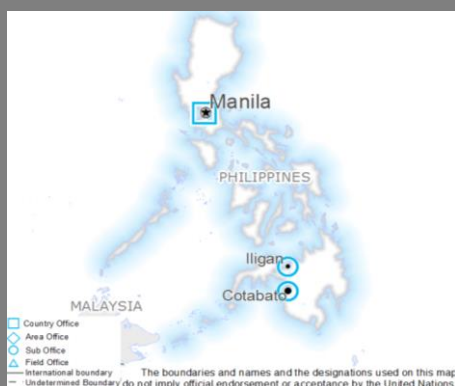 Manila
PHILIPPINES
Iligan
Cotabato
MALAYSIA
Country Office
Area Office
Sub Office
Field Office
International boundary
Undetermined Boundary
The boundaries and names and the designations used on this map
do not imply official endorsement or acceptance by the United Nations.